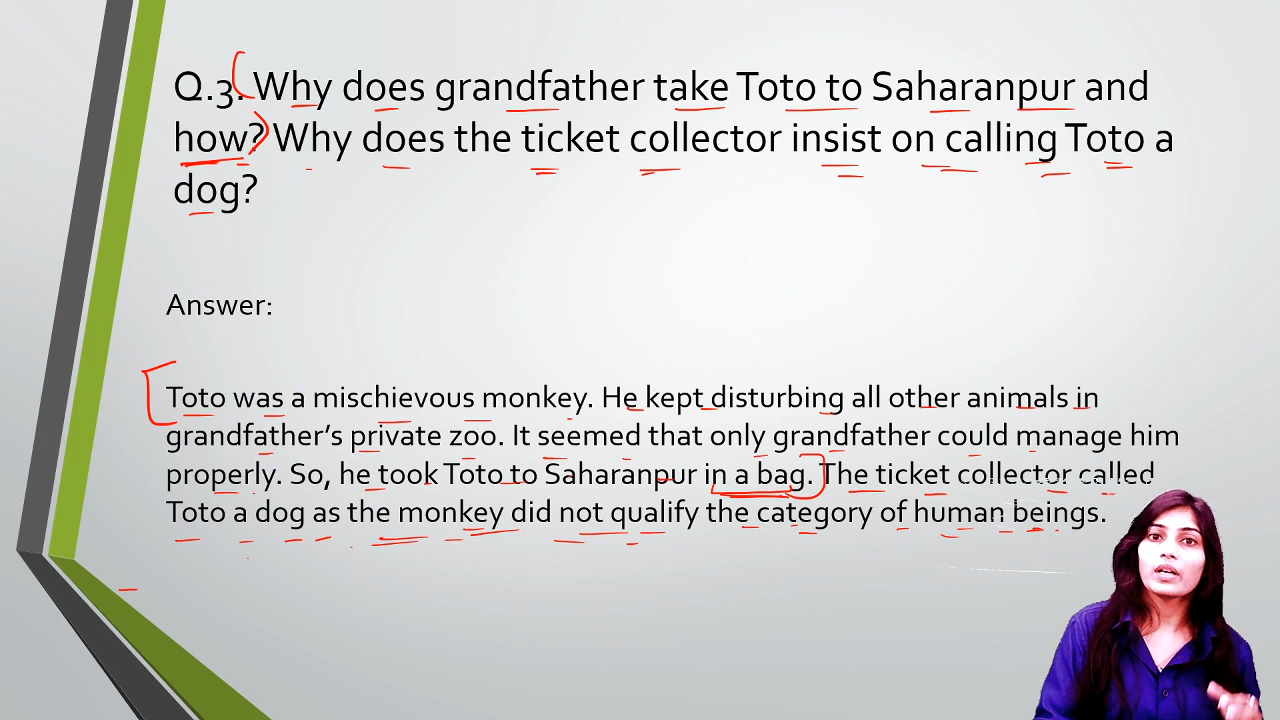 Q.3. Why does grandfather take Toto to Saharanpur and
how? Why does the ticket collector insist on calling Toto a
dog?
Answer:
Toto was a mischievous monkey. He kept disturbing all other animals in
grandfather’s private zoo. It seemed that only grandfather could manage him
properly. So, he took Toto to Saharanpur in a bag. The ticket collector called
Toto a dog as the monkey did not qualify the category of human beings.